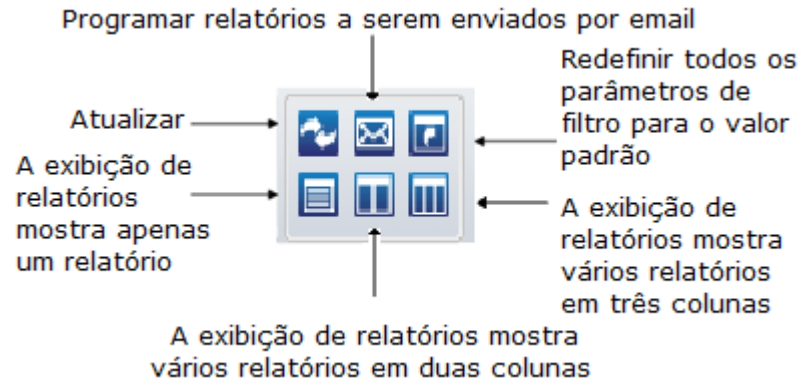 Programar relatórios a serem enviados por email
Redefinir todos os
parâmetros de
filtro para o valor
padrão
Atualizar
A exibição de
relatórios
mostra apenas
um relatório
A exibição de
relatórios mostra
vários relatórios
em três colunas
A exibição de relatórios mostra
vários relatórios em duas colunas